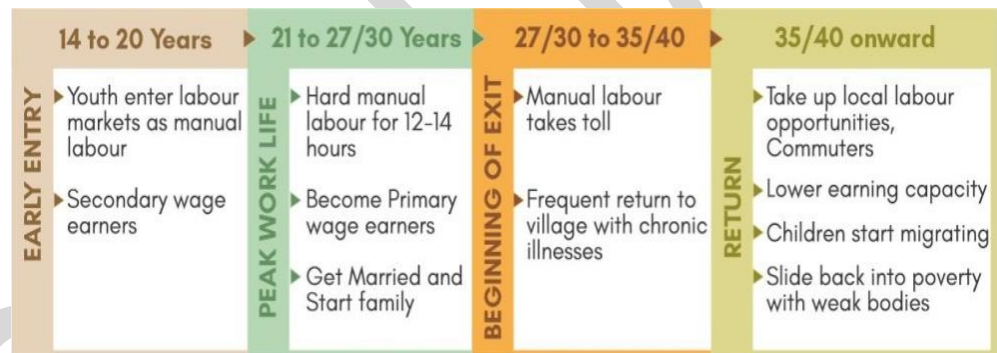 14 to 20 Years
EARLY ENTRY
Youth enter labour
markets as manual
labour
Secondary wage
earners
21 to 27/30 Years
PEAK WORK LIFE
Hard manual
labour for 12-14
hours
Become Primary
wage earners
Get Married and
Start family
27/30 to 35/40
BEGINNING OF EXIT
Manual labour
takes toll
Frequent return to
village with chronic
illnesses
35/40 onward
RETURN
Take up local labour
opportunities,
Commuters
Lower earning capacity
Children start migrating
Slide back into poverty
with weak bodies